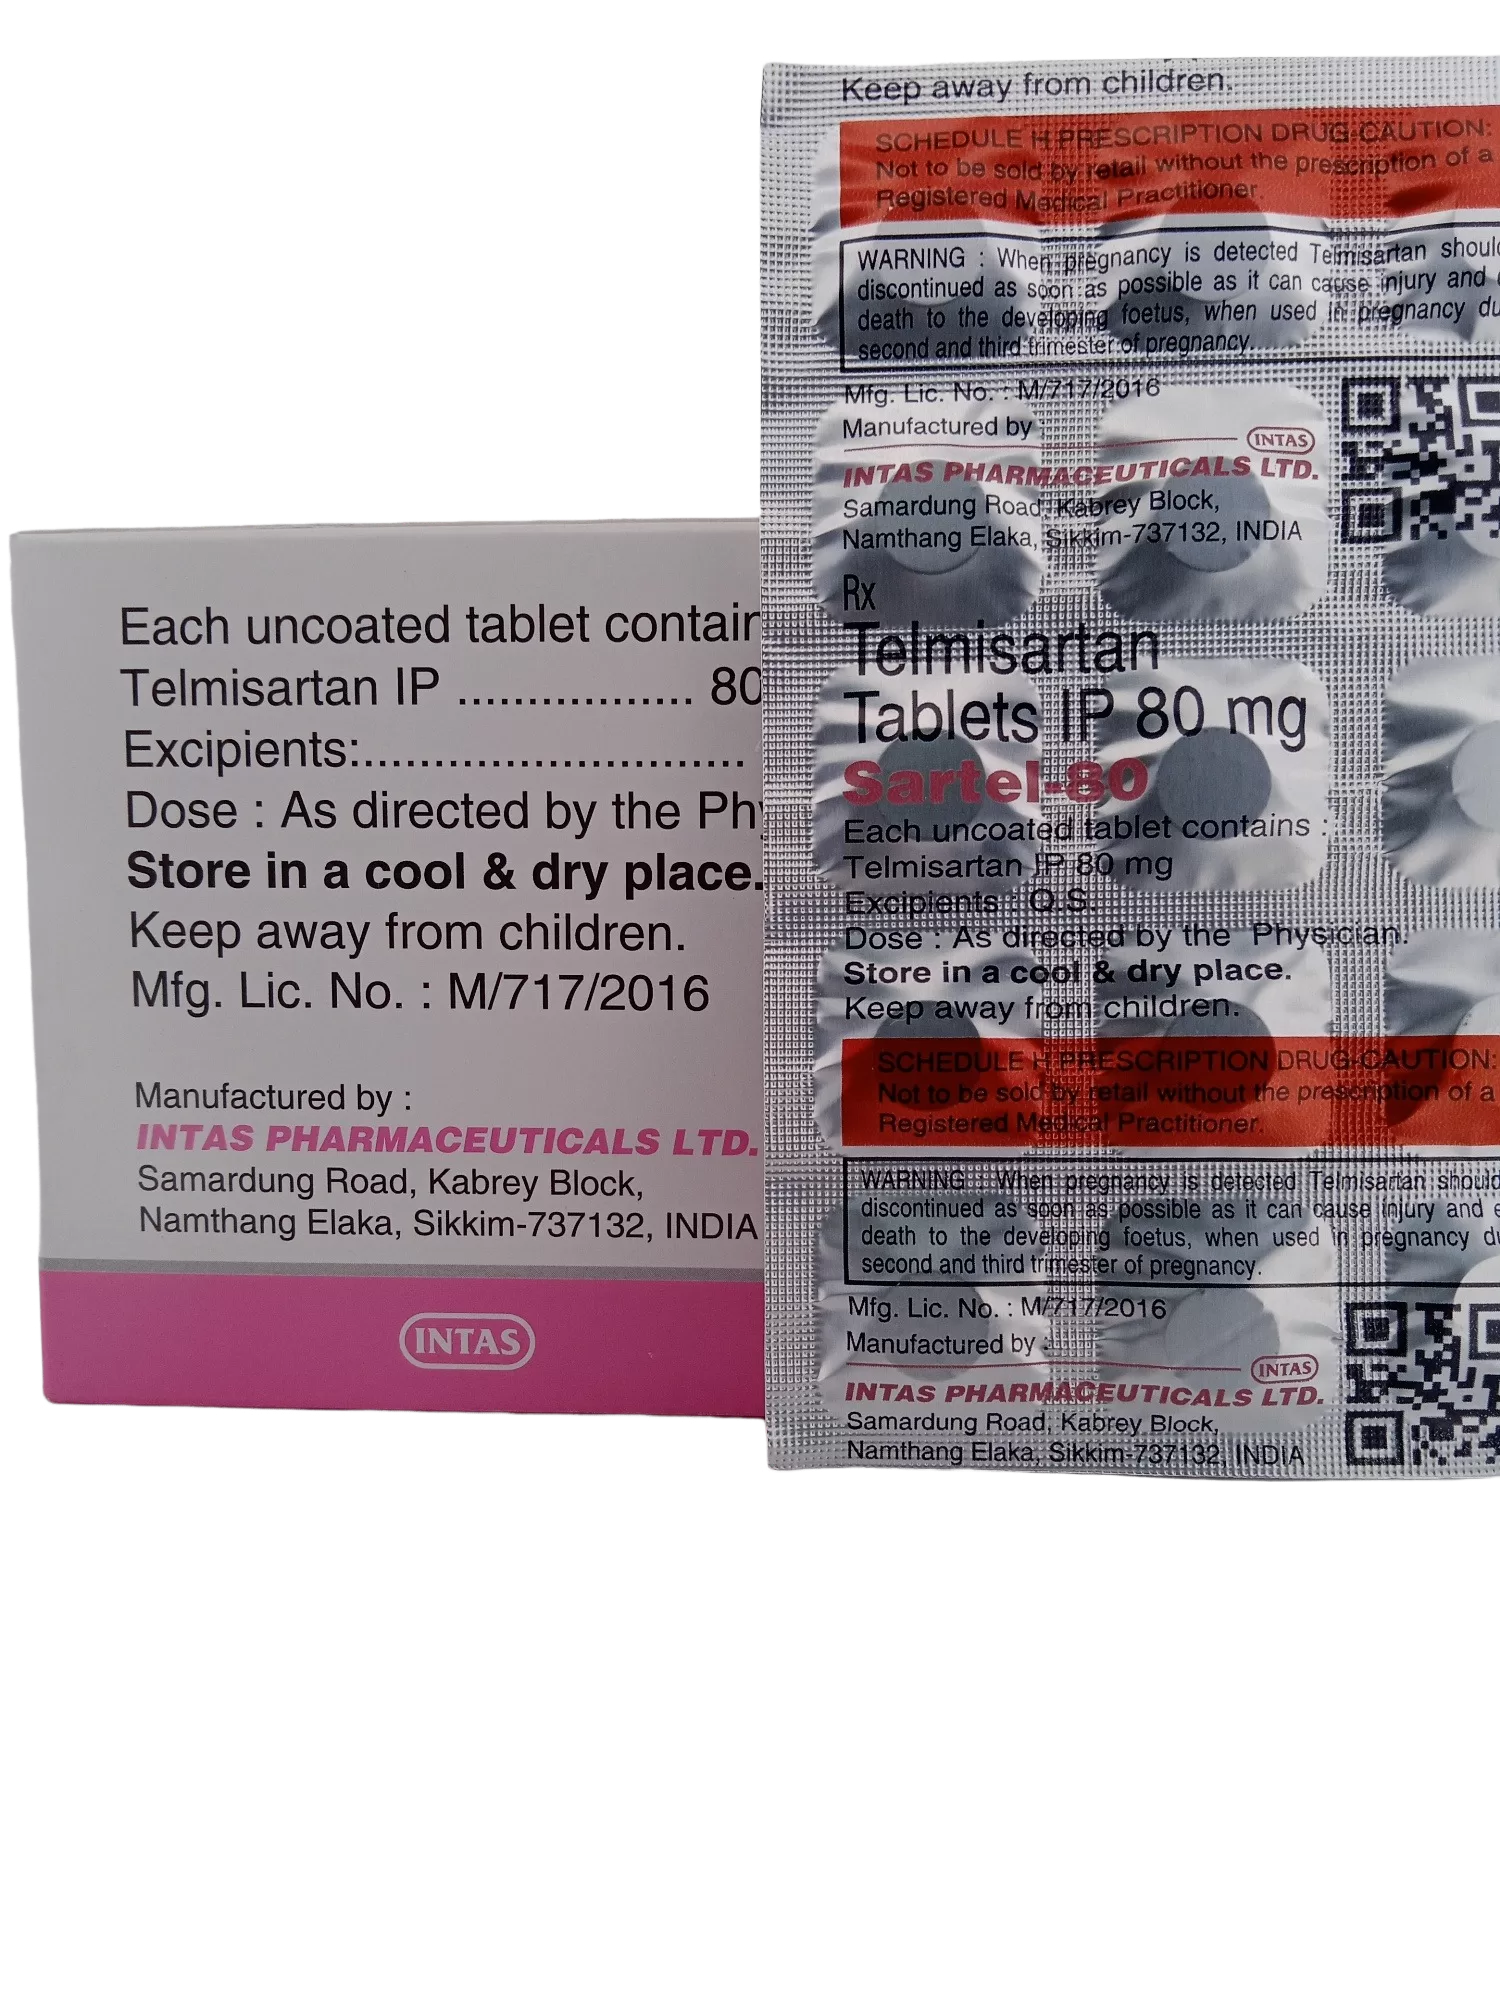 Each uncoated tablet contain
Telmisartan IP ................. 80
Excipients:............................
Dose : As directed by the Phy
Store in a cool & dry place.
Keep away from children.
Mfg. Lic. No. : M/717/2016
Manufactured by :
INTAS PHARMACEUTICALS LTD.
Samardung Road, Kabrey Block,
Namthang Elaka, Sikkim-737132, INDIA
INTAS
Keep away from children.
SCHEDULE H PRESCRIPTION DRUG-CAUTION:
Not to be sold by retail without the prescription of a
Registered Medical Practitioner.
WARNING : When pregnancy is detected Telmisartan should
discontinued as soon as possible as it can cause injury and
death to the developing foetus, when used in pregnancy du
second and third trimester of pregnancy.
Mfg. Lic. No. : M/717/2016
Manufactured by :
INTAS
INTAS PHARMACEUTICALS LTD.
Samardung Road, Kabrey Block,
Namthang Elaka, Sikkim-737132, INDIA
Rx
Telmisartan
Tablets IP 80 mg
Sartel-80
Each uncoated tablet contains :
Telmisartan IP 80 mg
Excipients : Q.S.
Dose : As directed by the Physician.
Store in a cool & dry place.
Keep away from children.
SCHEDULE H PRESCRIPTION DRUG-CAUTION:
Not to be sold by retail without the prescription of a
Registered Medical Practitioner.
WARNING : When pregnancy is detected Telmisartan should
discontinued as soon as possible as it can cause injury and e
death to the developing foetus, when used in pregnancy du
second and third trimester of pregnancy.
Mfg. Lic. No. : M/717/2016
Manufactured by :
INTAS
INTAS PHARMACEUTICALS LTD.
Samardung Road, Kabrey Block,
Namthang Elaka, Sikkim-737132, INDIA